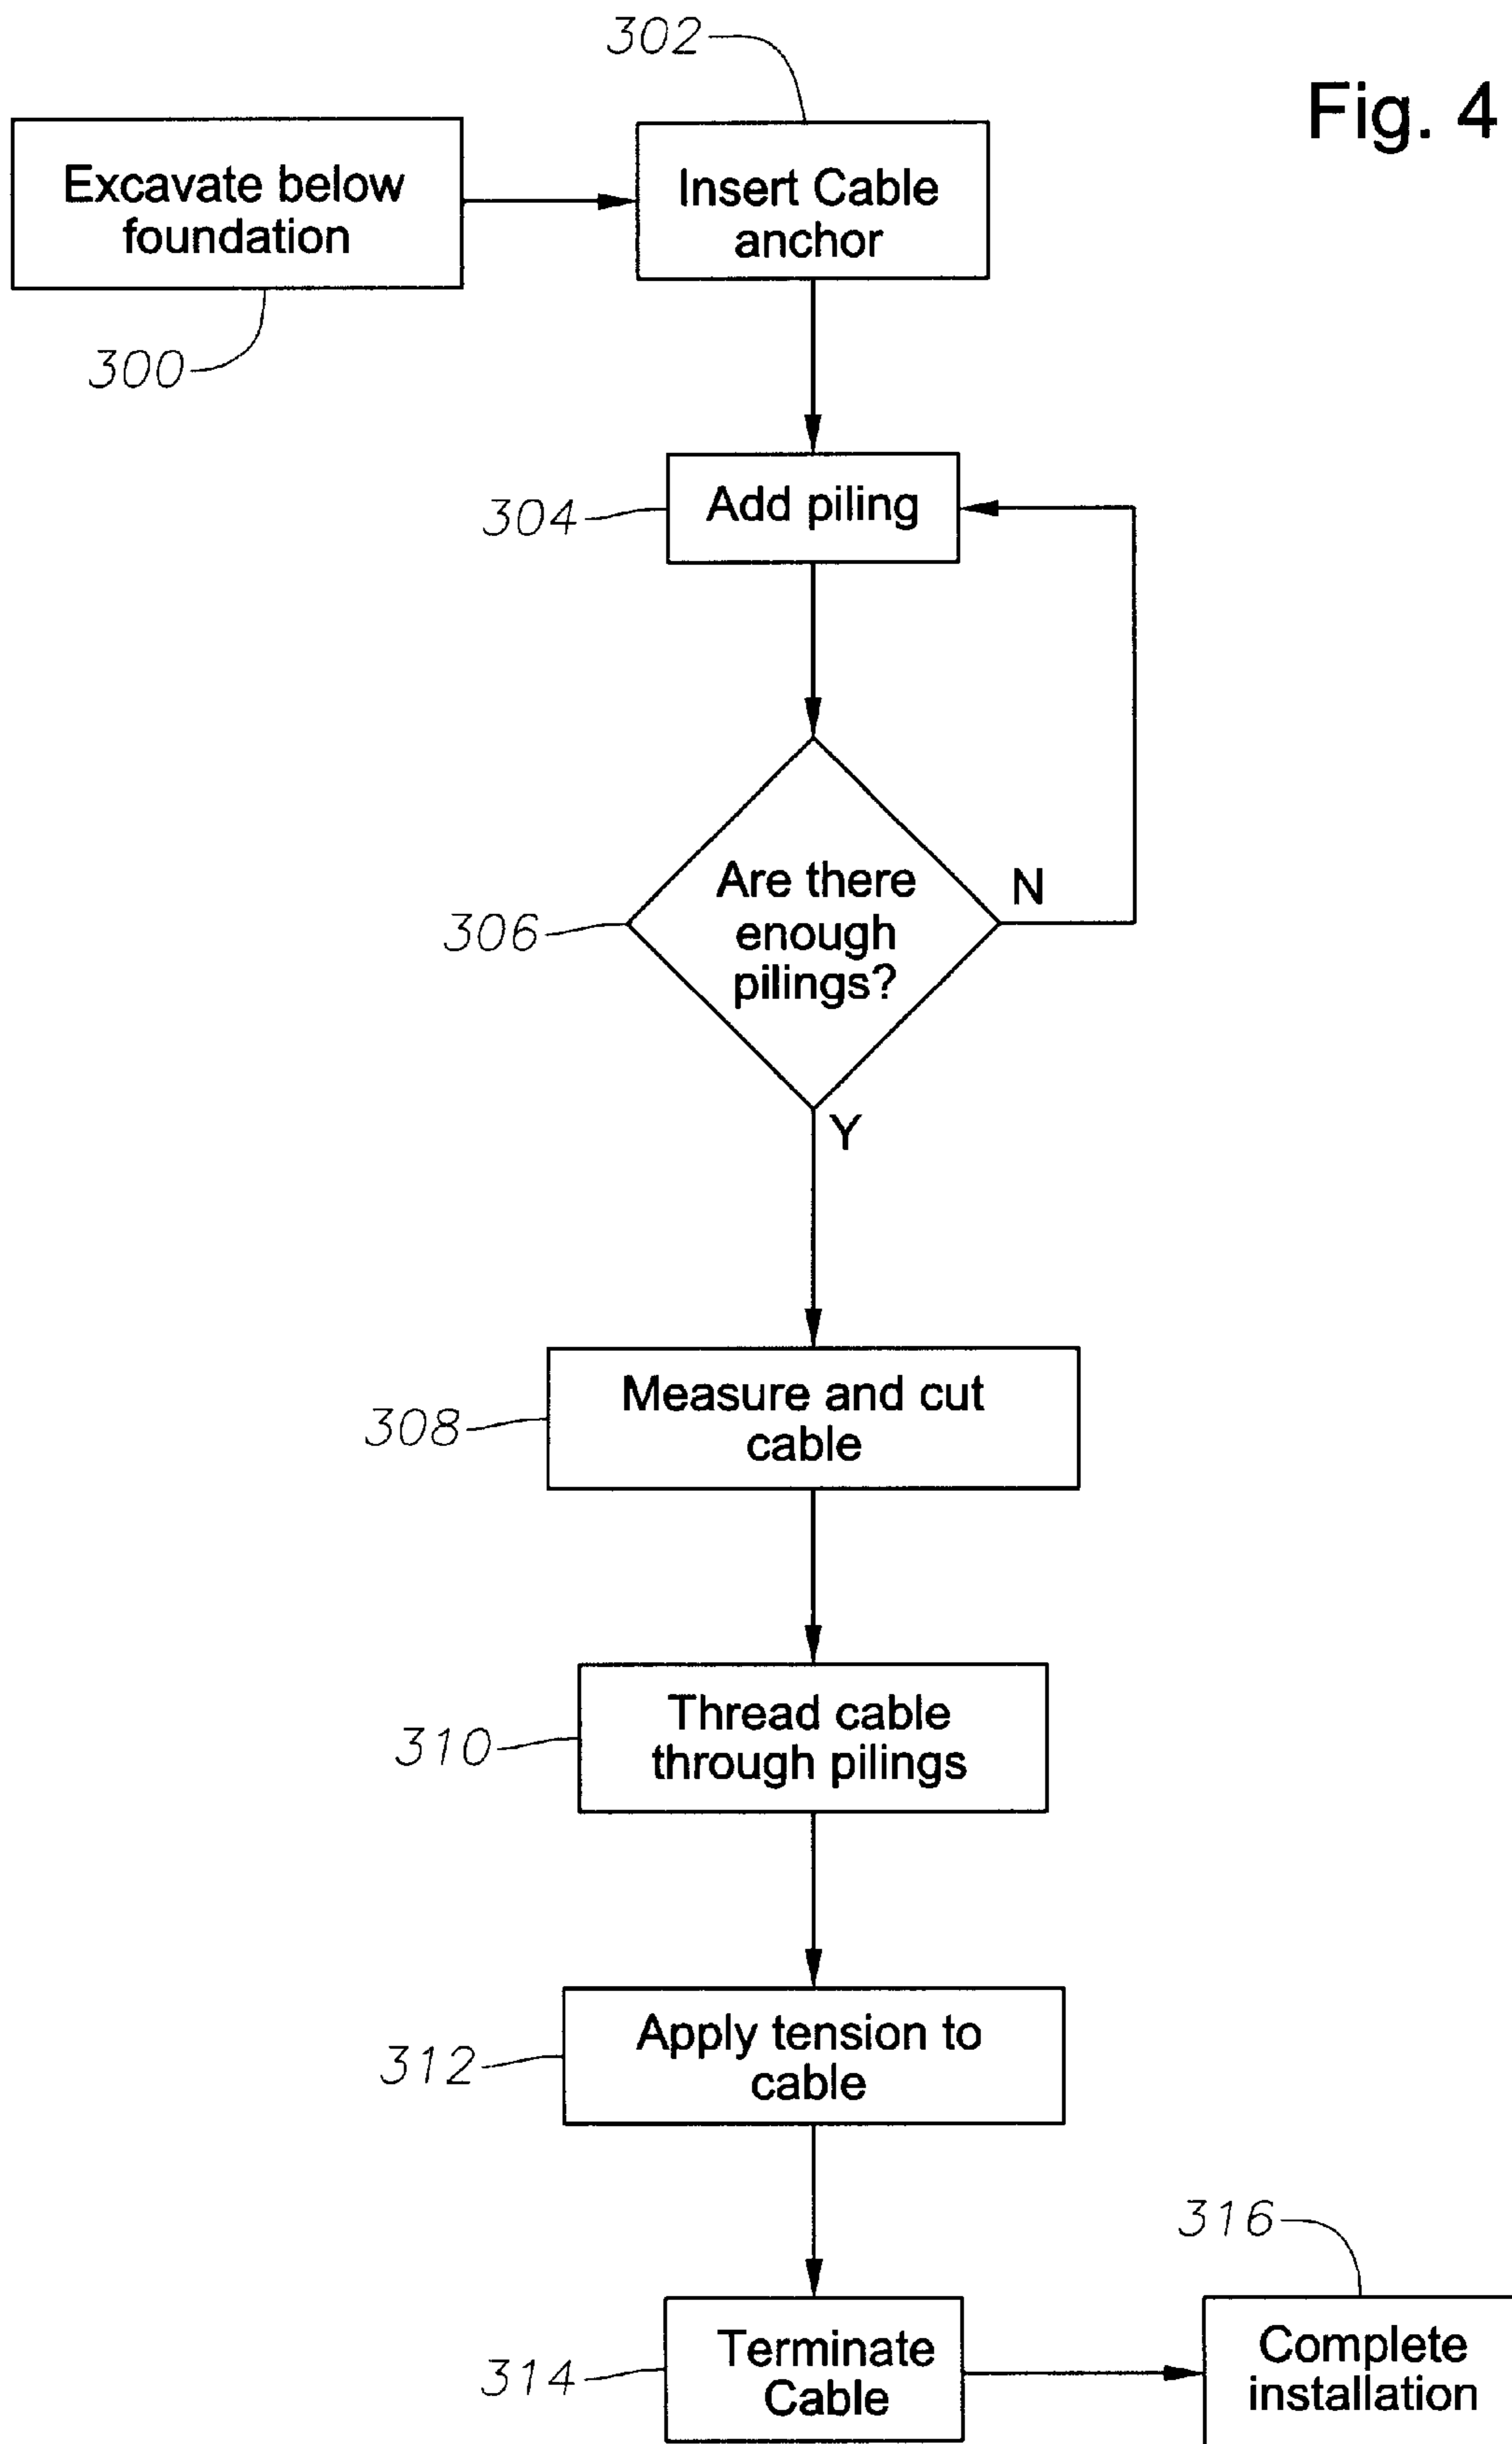 302
Fig. 4
Excavate below
foundation
Insert Cable
anchor
300
Add piling
304
Are there
enough
pilings?
N
306
Y
Measure and cut
cable
308
Thread cable
through pilings
310
Apply tension to
cable
312
316
Terminate
Cable
314
Complete
installation